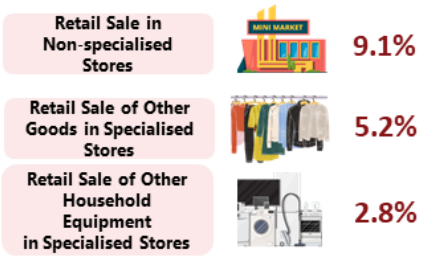 Retail Sale in
Non-specialised
Stores
MINI MARKET
9.1%
Retail Sale of Other
Goods in Specialised
Stores
5.2%
Retail Sale of Other
Household
Equipment
in Specialised Stores
2.8%